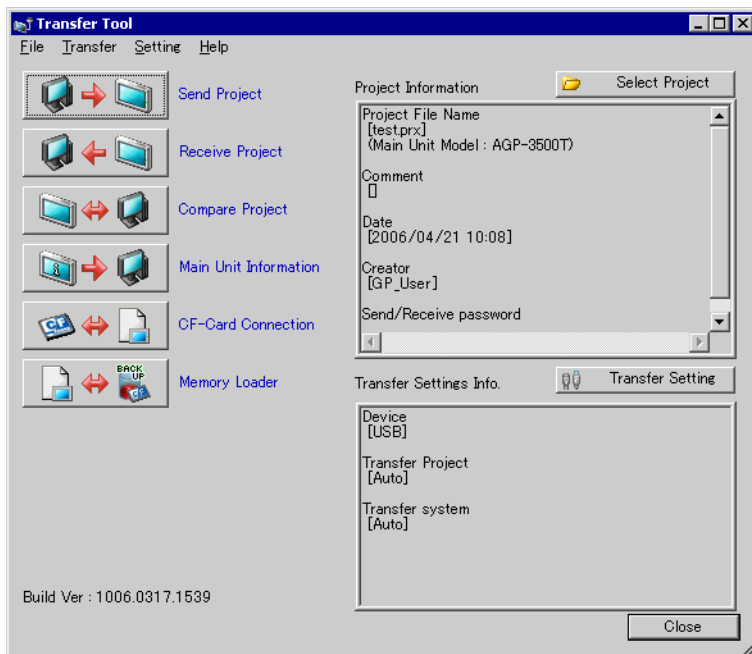 Transfer Tool
File Transfer Setting Help
Send Project
Receive Project
Compare Project
Main Unit Information
CF-Card Connection
CF
Memory Loader
BACK
UP
CF
Build Ver : 1006.0317.1539
Project Information
Select Project
Project File Name
[test.prx]
(Main Unit Model : AGP-3500T)
Comment
[]
Date
[2006/04/21 10:08]
Creator
[GP_User]
Send/Receive password
Transfer Settings Info.
Transfer Setting
Device
[USB]
Transfer Project
[Auto]
Transfer system
[Auto]
Close